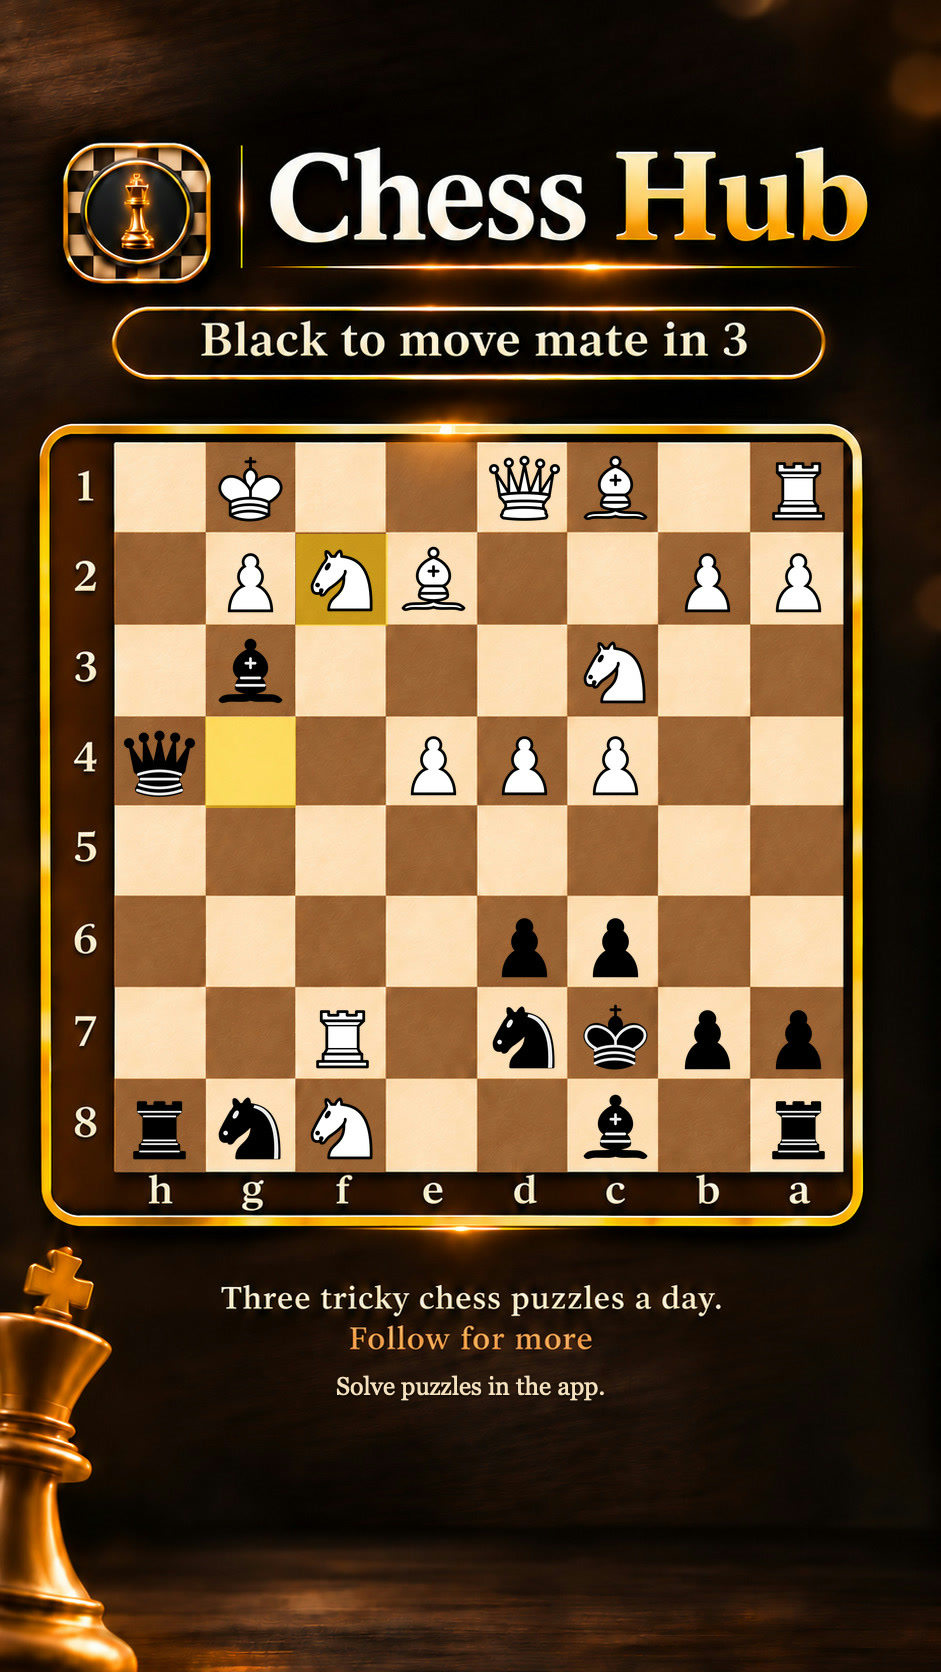 Chess Hub
Black to move mate in 3
1
2
3
4
5
6
7
8
h g f e d c b a
Three tricky chess puzzles a day.
Follow for more
Solve puzzles in the app.